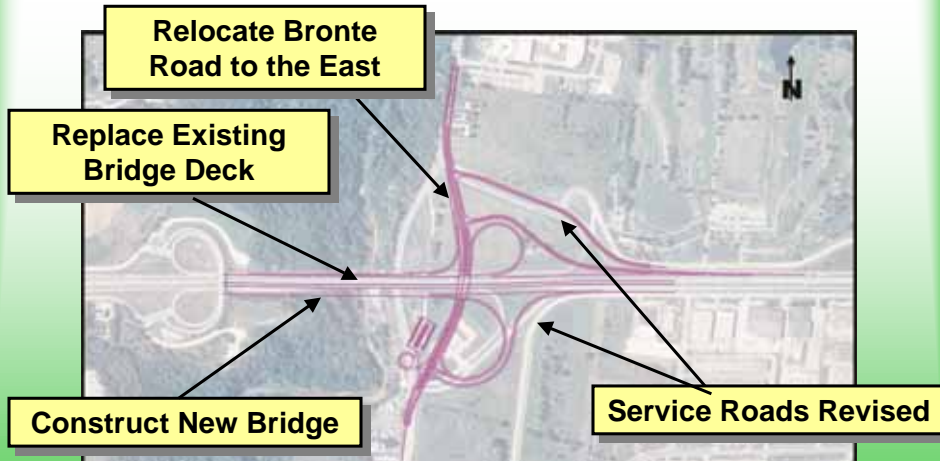 Relocate Bronte
Road to the East
N
Replace Existing
Bridge Deck
Construct New Bridge
Service Roads Revised